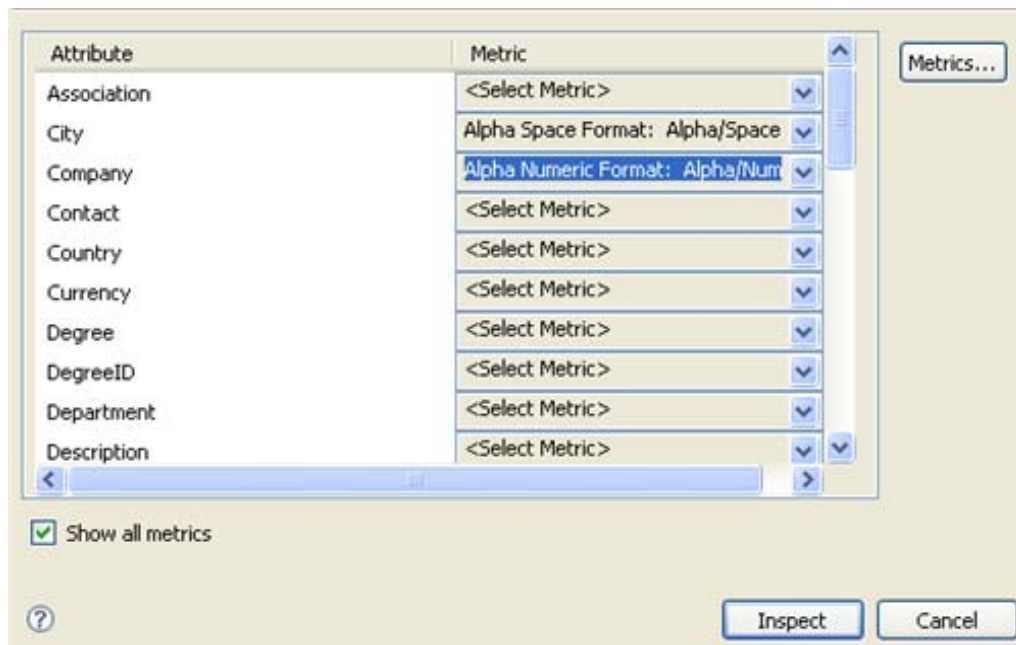 Attribute Metric
Metrics...
Association <Select Metric>
City Alpha Space Format: Alpha/Space
Company Alpha Numeric Format: Alpha/Num
Contact <Select Metric>
Country <Select Metric>
Currency <Select Metric>
Degree <Select Metric>
DegreeID <Select Metric>
Department <Select Metric>
Description <Select Metric>
Show all metrics
? Inspect Cancel